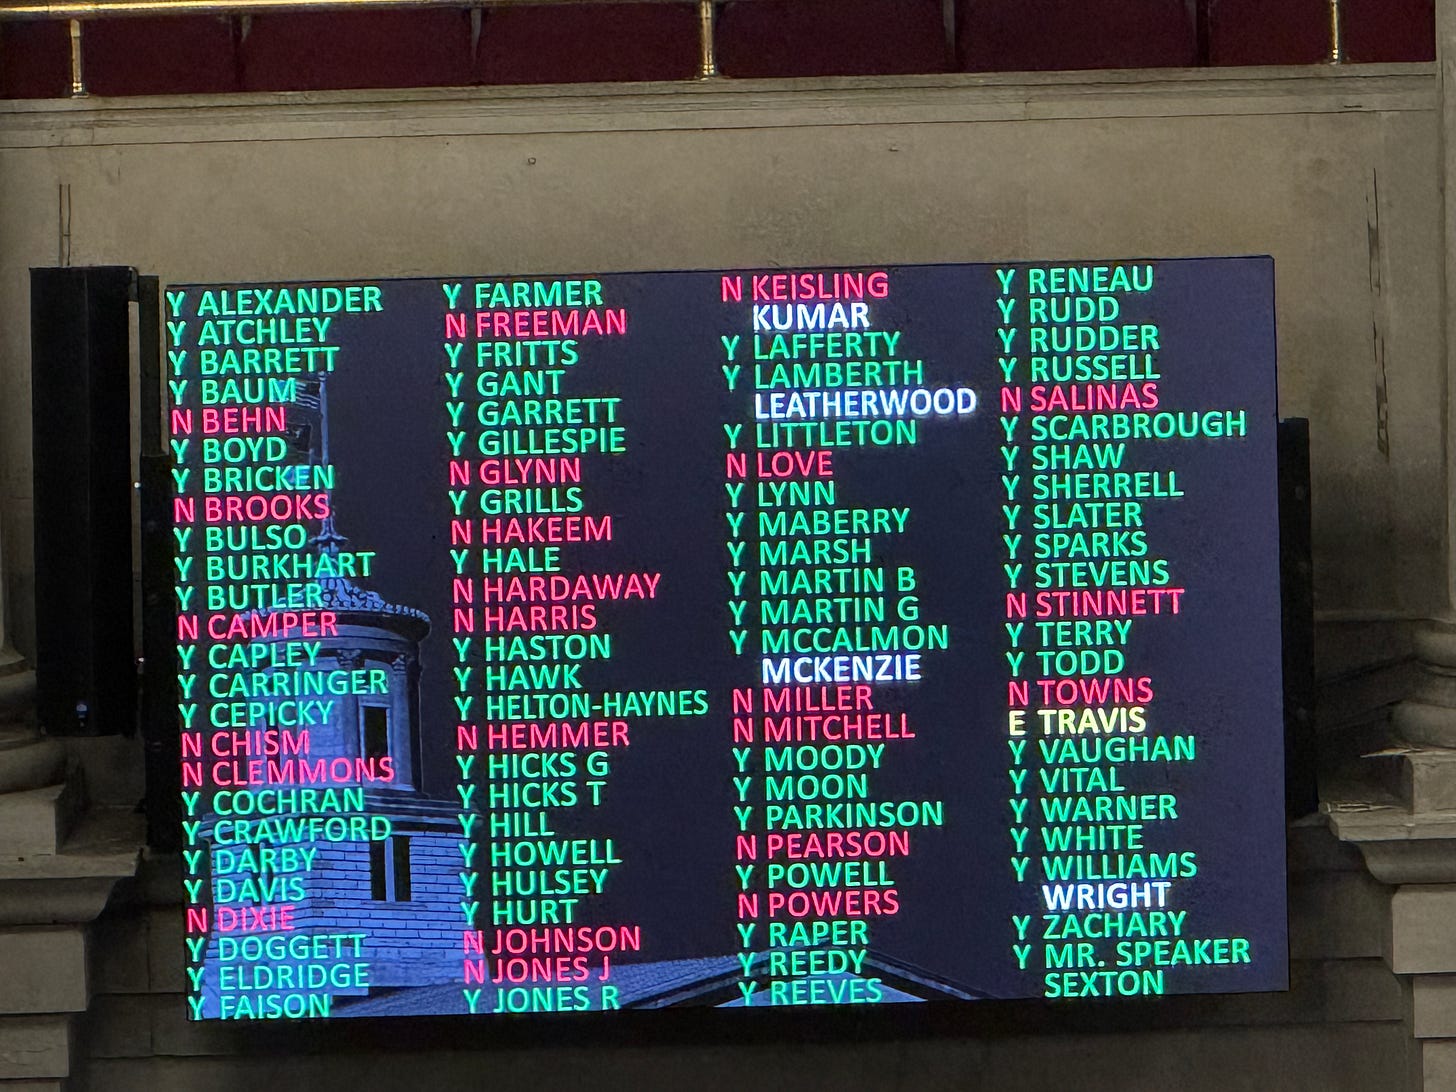 Y ALEXANDER
Y ATCHLEY
Y BARRETT
Y BAUM
N BEHN
Y BOYD
Y BRICKEN
N BROOKS
Y BULSO
Y BURKHART
Y BUTLER
N CAMPER
Y CAPLEY
Y CARRINGER
Y CEPICKY
N CHISM
N CLEMMONS
Y COCHRAN
Y CRAWFORD
Y DARBY
Y DAVIS
N DIXIE
Y DOGGETT
Y ELDRIDGE
Y FAISON
Y FARMER
N FREEMAN
Y FRITTS
Y GANT
Y GARRETT
Y GILLESPIE
N GLYNN
Y GRILLS
N HAKEEM
Y HALE
N HARDAWAY
N HARRIS
Y HASTON
Y HAWK
Y HELTON-HAYNES
N HEMMER
Y HICKS G
Y HICKS T
Y HILL
Y HOWELL
Y HULSEY
Y HURT
N JOHNSON
N JONES J
Y JONES R
N KEISLING
KUMAR
Y LAFFERTY
Y LAMBERTH
LEATHERWOOD
Y LITTLETON
N LOVE
Y LYNN
Y MABERRY
Y MARSH
Y MARTIN B
Y MARTIN G
Y MCCALMON
MCKENZIE
N MILLER
N MITCHELL
Y MOODY
Y MOON
Y PARKINSON
N PEARSON
Y POWELL
N POWERS
Y RAPER
Y REEDY
Y REEVES
Y RENEAU
Y RUDD
Y RUDDER
Y RUSSELL
N SALINAS
Y SCARBROUGH
Y SHAW
Y SHERRELL
Y SLATER
Y SPARKS
Y STEVENS
N STINNETT
Y TERRY
Y TODD
N TOWNS
E TRAVIS
Y VAUGHAN
Y VITAL
Y WARNER
Y WHITE
Y WILLIAMS
WRIGHT
Y ZACHARY
Y MR. SPEAKER
SEXTON